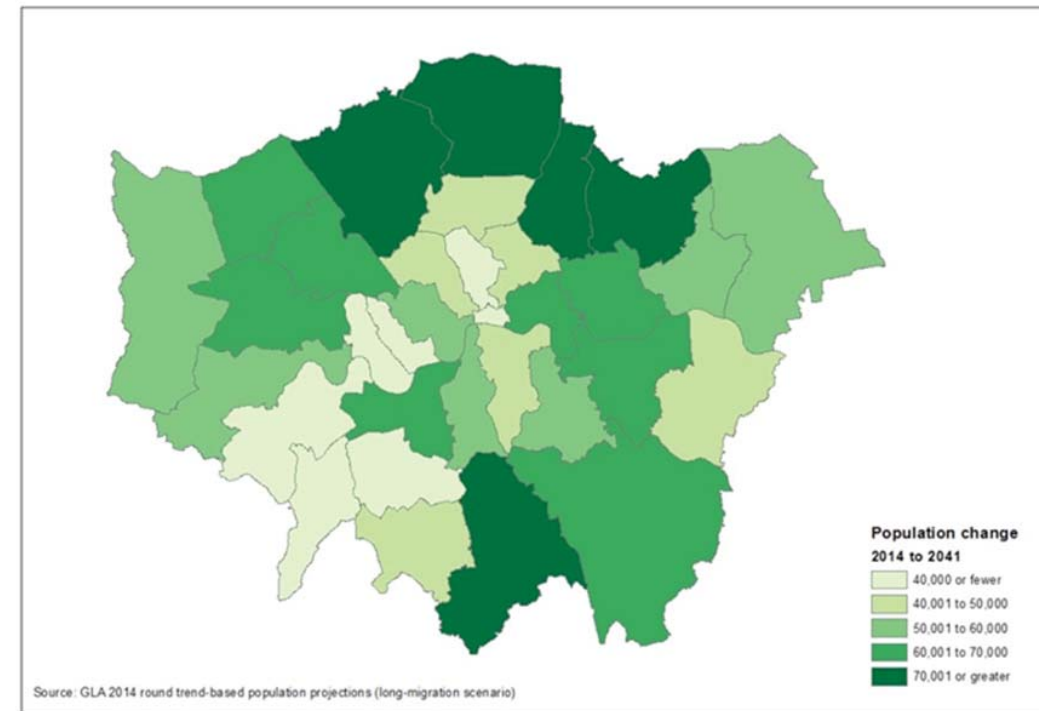 Population change
2014 to 2041
40,000 or fewer
40,001 to 50,000
50,001 to 60,000
60,001 to 70,000
70,001 or greater
Source: GLA 2014 round trend-based population projections (long-migration scenario)